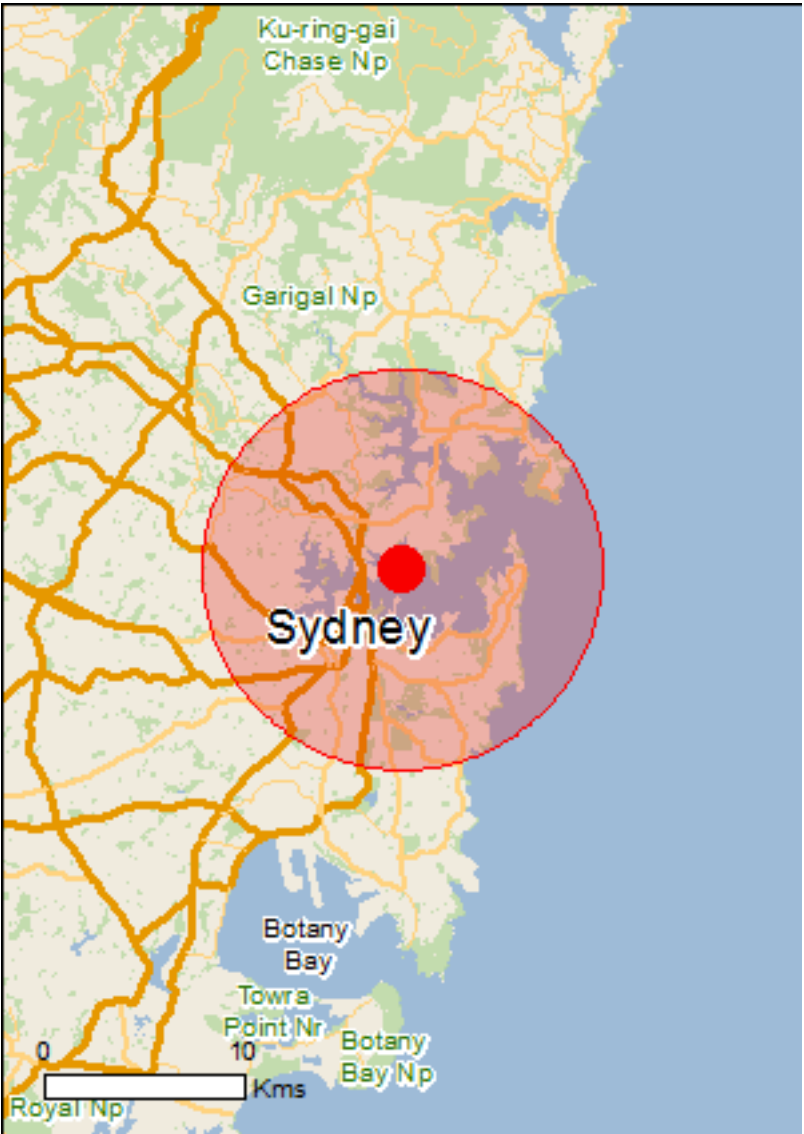 Ku-ring-gai
Chase Np
Garigal Np
Sydney
Botany
Bay
Towra
Point Nr
Botany
Bay Np
0 10
Kms
Royal Np